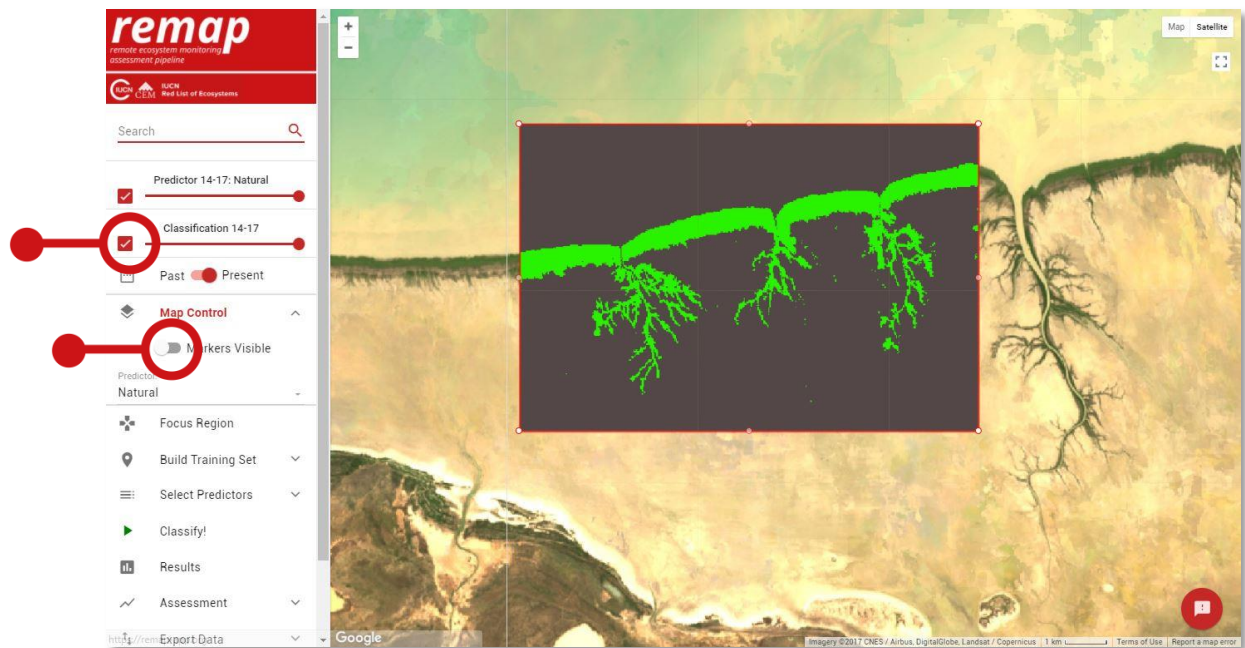 remap
remote ecosystem monitoring
assessment pipeline
IUCN
CEM
IUCN
Red List of Ecosystems
Search
Predictor 14-17: Natural
Classification 14-17
Past Present
Map Control
Markers Visible
Predictor
Natural
Focus Region
Build Training Set
Select Predictors
Classify!
Results
Assessment
Export Data
+
−
Map Satellite
Google
Imagery ©2017 CNES / Airbus, DigitalGlobe, Landsat / Copernicus 1 km Terms of Use Report a map error